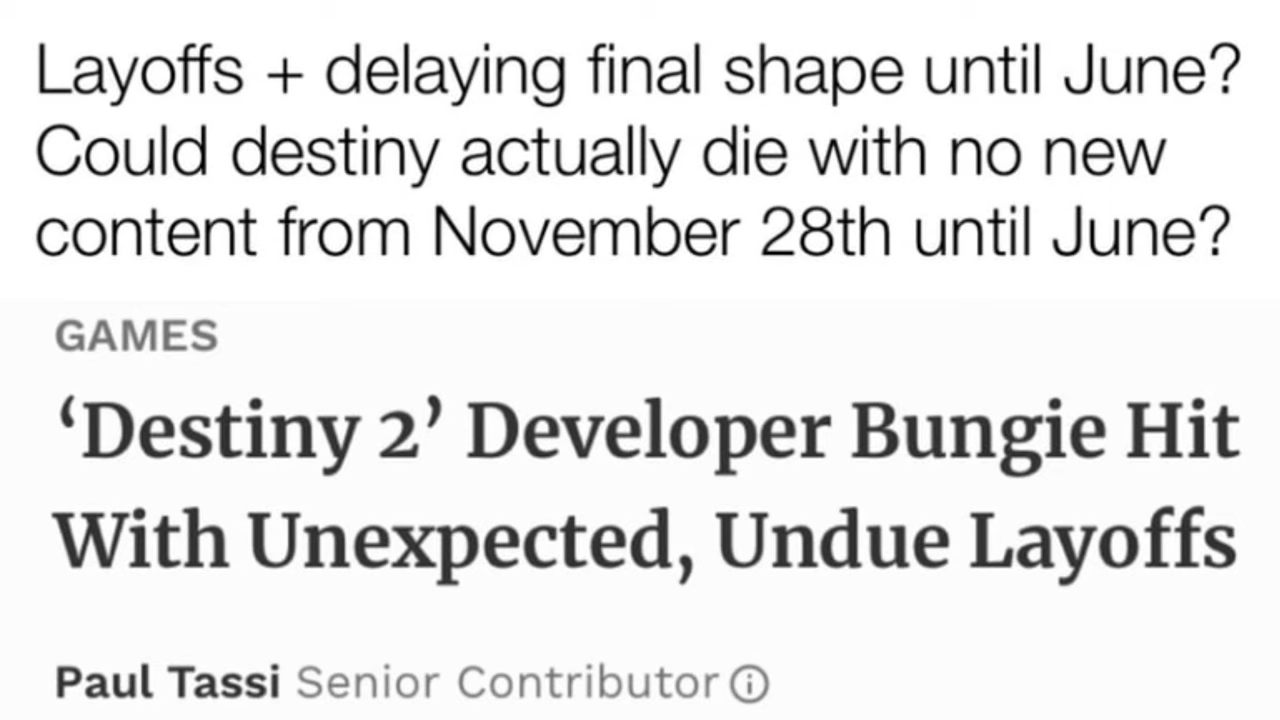 Layoffs + delaying final shape until June?
Could destiny actually die with no new
content from November 28th until June?
GAMES
‘Destiny 2’ Developer Bungie Hit
With Unexpected, Undue Layoffs
Paul Tassi Senior Contributor